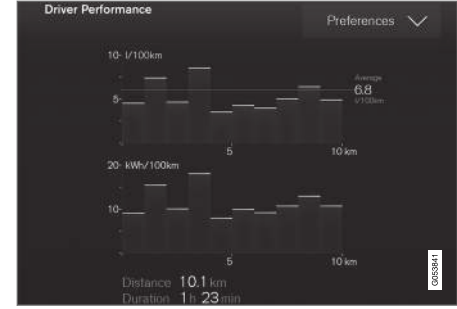 Driver Performance
Preferences
10- l/100km
Average
6.8
l/100km
5-
5 10 km
20- kWh/100km
10-
5 10 km
Distance 10.1 km
Duration 1 h 23 min
G053841